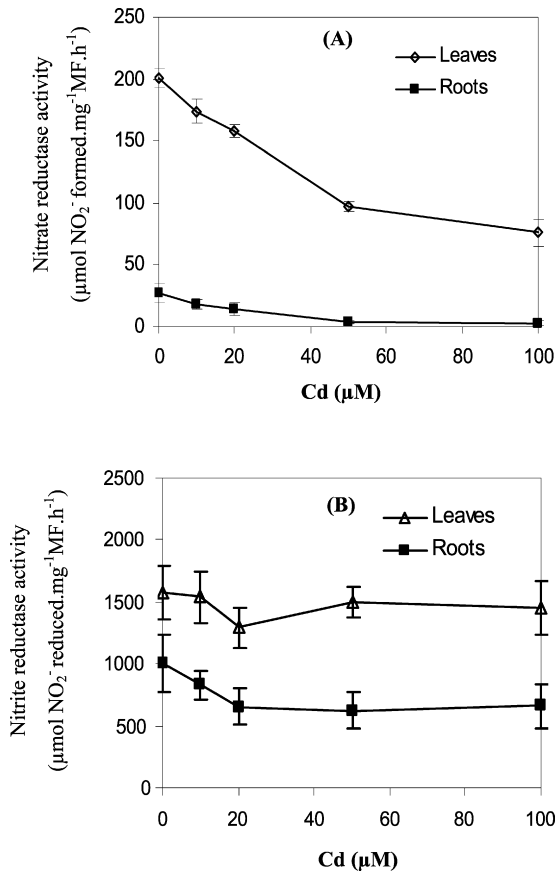 (A)
Nitrate reductase activity
(µmol NO₂⁻ formed.mg⁻¹MF.h⁻¹)
250
200
150
100
50
0
Leaves
Roots
0 20 40 60 80 100
Cd (µM)
(B)
Nitrite reductase activity
(µmol NO₂⁻ reduced.mg⁻¹MF.h⁻¹)
2500
2000
1500
1000
500
0
Leaves
Roots
0 20 40 60 80 100
Cd (µM)